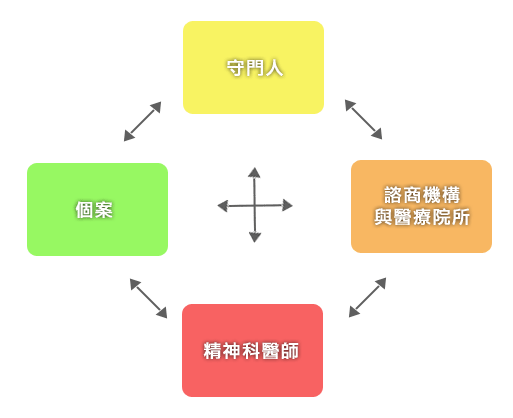 守門人
個案
諮商機構
與醫療院所
精神科醫師